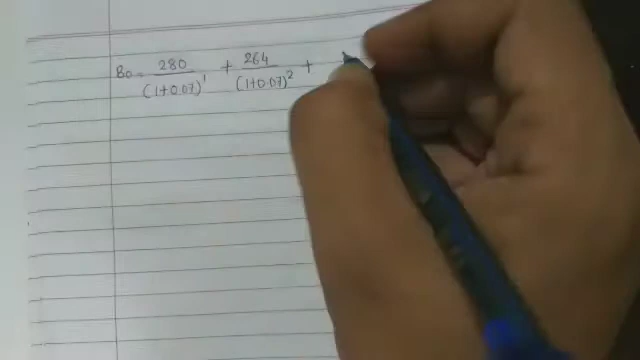 B0 = 280/(1+0.07)^1 + 264/(1+0.07)^2 +